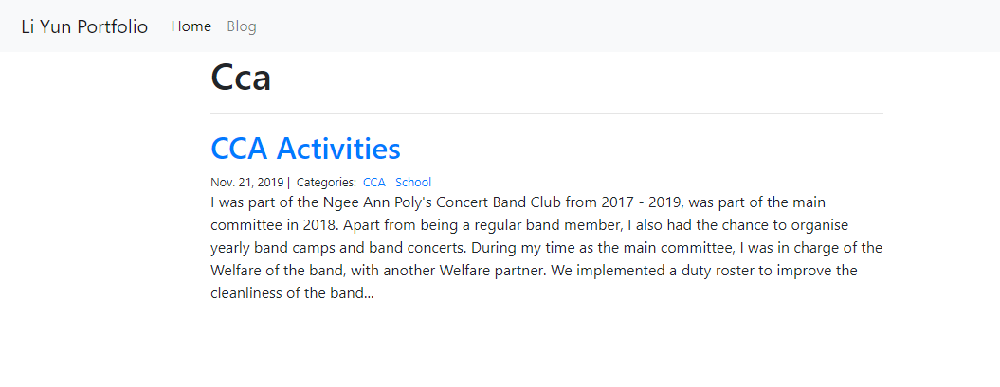 Li Yun Portfolio Home Blog
Cca
CCA Activities
Nov. 21, 2019 | Categories: CCA School
I was part of the Ngee Ann Poly's Concert Band Club from 2017 - 2019, was part of the main
committee in 2018. Apart from being a regular band member, I also had the chance to organise
yearly band camps and band concerts. During my time as the main committee, I was in charge of the
Welfare of the band, with another Welfare partner. We implemented a duty roster to improve the
cleanliness of the band...